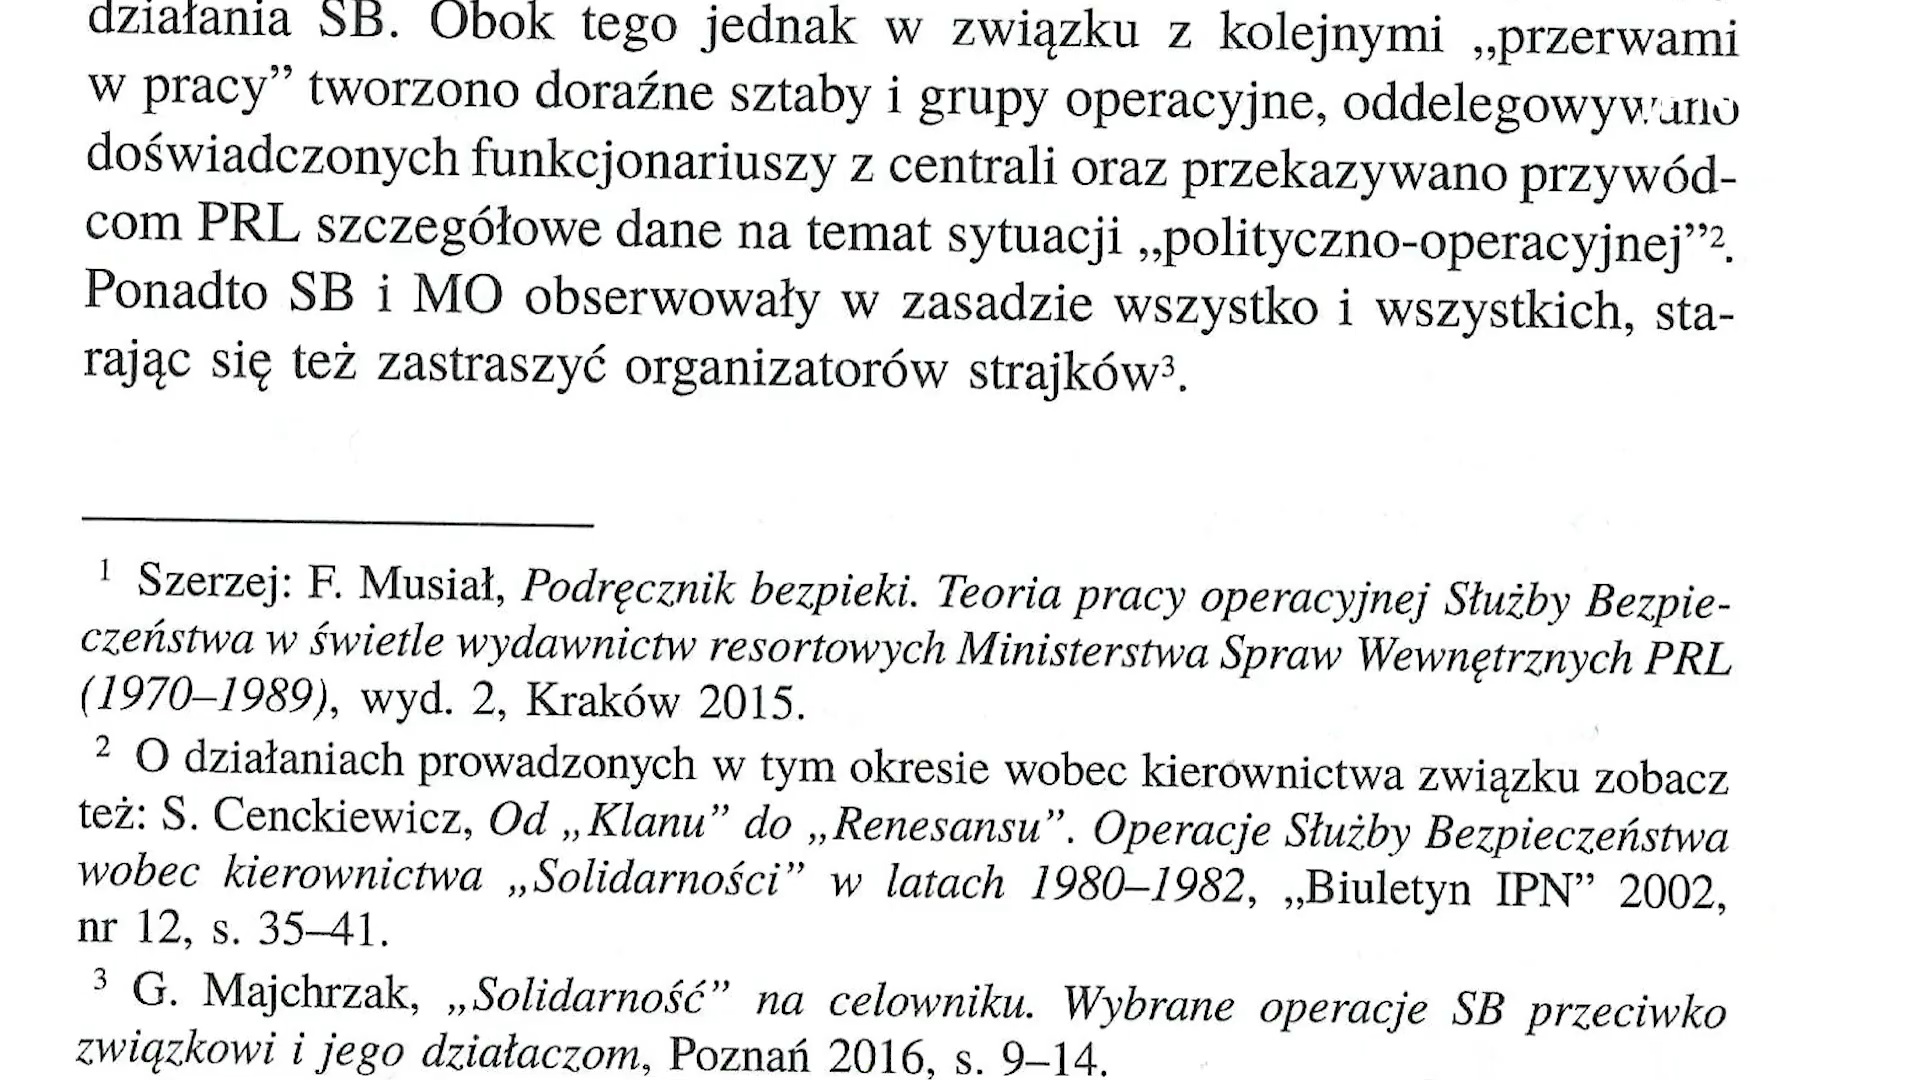 działania SB. Obok tego jednak w związku z kolejnymi „przerwami
w pracy” tworzono doraźne sztaby i grupy operacyjne, oddelegowywano
doświadczonych funkcjonariuszy z centrali oraz przekazywano przywód-
com PRL szczegółowe dane na temat sytuacji „polityczno-operacyjnej”².
Ponadto SB i MO obserwowały w zasadzie wszystko i wszystkich, sta-
rając się też zastraszyć organizatorów strajków³.
¹ Szerzej: F. Musiał, Podręcznik bezpieki. Teoria pracy operacyjnej Służby Bezpie-
czeństwa w świetle wydawnictw resortowych Ministerstwa Spraw Wewnętrznych PRL
(1970–1989), wyd. 2, Kraków 2015.
² O działaniach prowadzonych w tym okresie wobec kierownictwa związku zobacz
też: S. Cenckiewicz, Od „Klanu” do „Renesansu”. Operacje Służby Bezpieczeństwa
wobec kierownictwa „Solidarności” w latach 1980–1982, „Biuletyn IPN” 2002,
nr 12, s. 35–41.
³ G. Majchrzak, „Solidarność” na celowniku. Wybrane operacje SB przeciwko
związkowi i jego działaczom, Poznań 2016, s. 9–14.